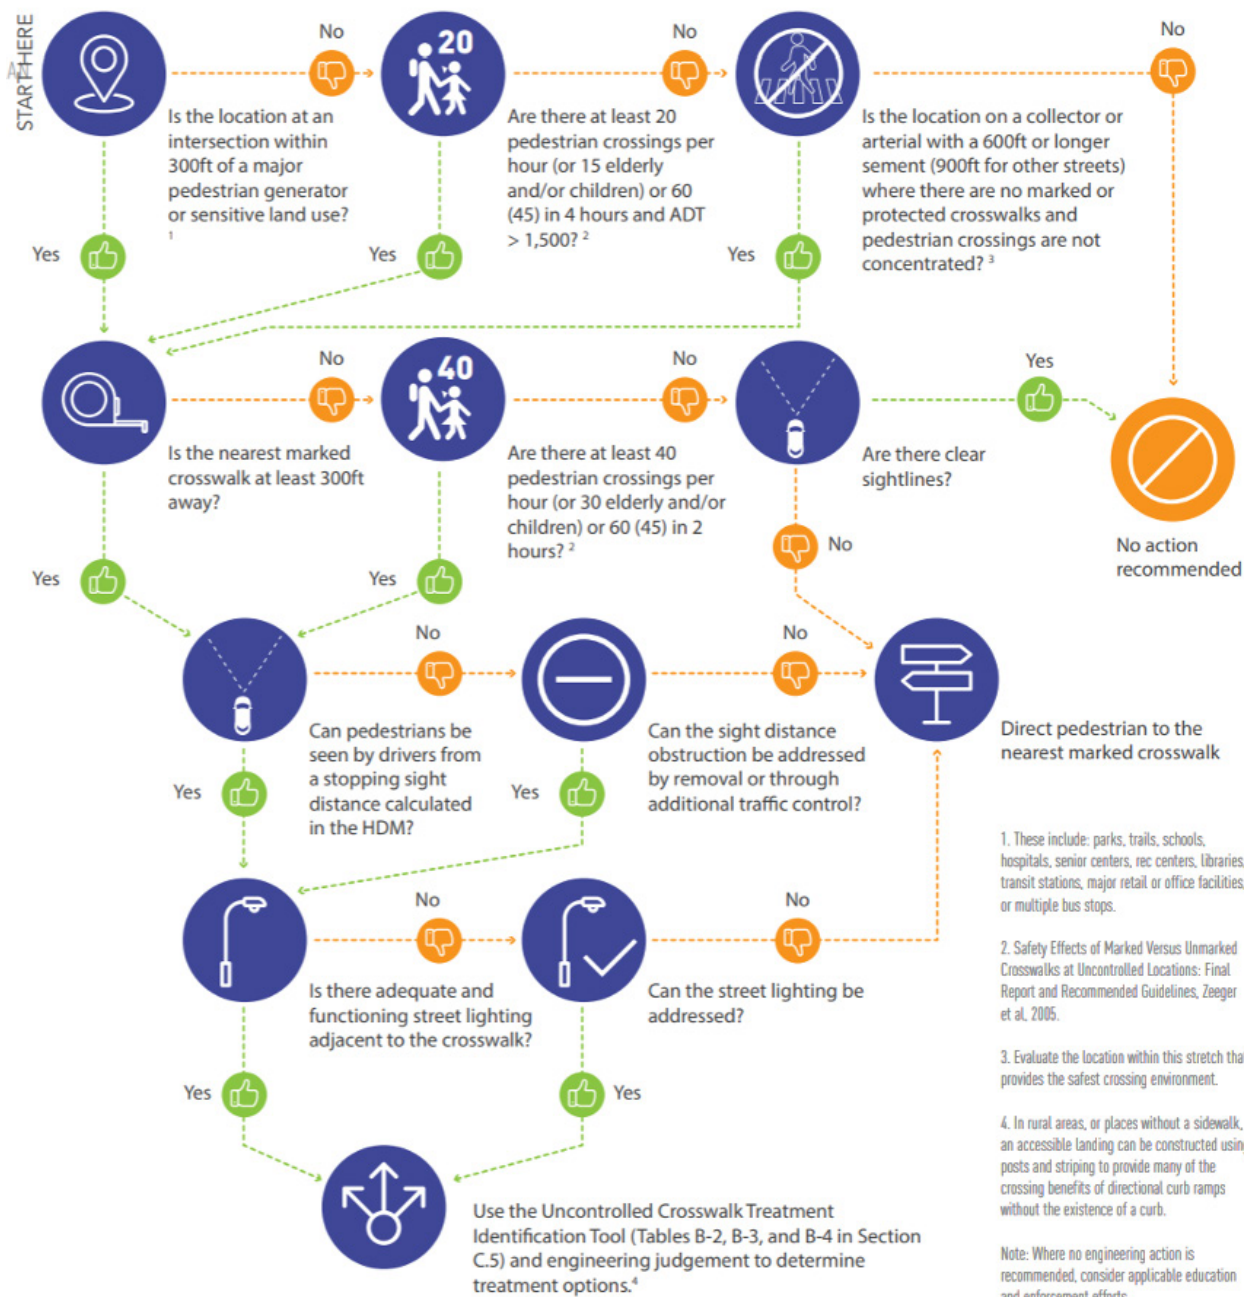 START HERE
No
No
No
20
Is the location at an
intersection within
300ft of a major
pedestrian generator
or sensitive land use?
1
Are there at least 20
pedestrian crossings per
hour (or 15 elderly
and/or children) or 60
(45) in 4 hours and ADT
> 1,500? 2
Is the location on a collector or
arterial with a 600ft or longer
sement (900ft for other streets)
where there are no marked or
protected crosswalks and
pedestrian crossings are not
concentrated? 3
Yes
Yes
Yes
No
No
Yes
40
Is the nearest marked
crosswalk at least 300ft
away?
Are there at least 40
pedestrian crossings per
hour (or 30 elderly and/or
children) or 60 (45) in 2
hours? 2
Are there clear
sightlines?
No action
recommended
Yes
Yes
No
No
No
Can pedestrians be
seen by drivers from
a stopping sight
distance calculated
in the HDM?
Can the sight distance
obstruction be addressed
by removal or through
additional traffic control?
Direct pedestrian to the
nearest marked crosswalk
Yes
Yes
No
No
Is there adequate and
functioning street lighting
adjacent to the crosswalk?
Can the street lighting be
addressed?
Yes
Yes
Use the Uncontrolled Crosswalk Treatment
Identification Tool (Tables B-2, B-3, and B-4 in Section
C.5) and engineering judgement to determine
treatment options.4
1. These include: parks, trails, schools,
hospitals, senior centers, rec centers, libraries,
transit stations, major retail or office facilities,
or multiple bus stops.
2. Safety Effects of Marked Versus Unmarked
Crosswalks at Uncontrolled Locations: Final
Report and Recommended Guidelines, Zeeger
et al, 2005.
3. Evaluate the location within this stretch that
provides the safest crossing environment.
4. In rural areas, or places without a sidewalk,
an accessible landing can be constructed using
posts and striping to provide many of the
crossing benefits of directional curb ramps
without the existence of a curb.
Note: Where no engineering action is
recommended, consider applicable education
and enforcement efforts.